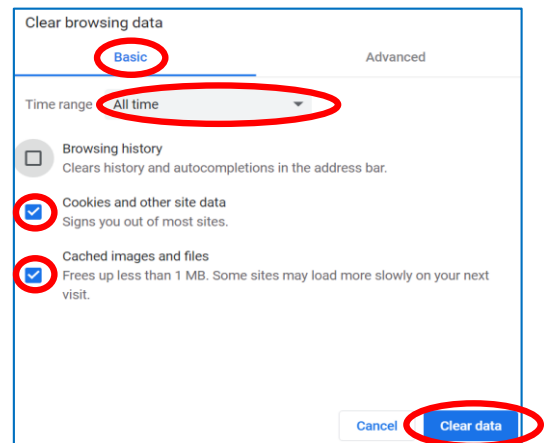 Clear browsing data
Basic
Advanced
Time range
All time
Browsing history
Clears history and autocompletions in the address bar.
Cookies and other site data
Signs you out of most sites.
Cached images and files
Frees up less than 1 MB. Some sites may load more slowly on your next
visit.
Cancel
Clear data